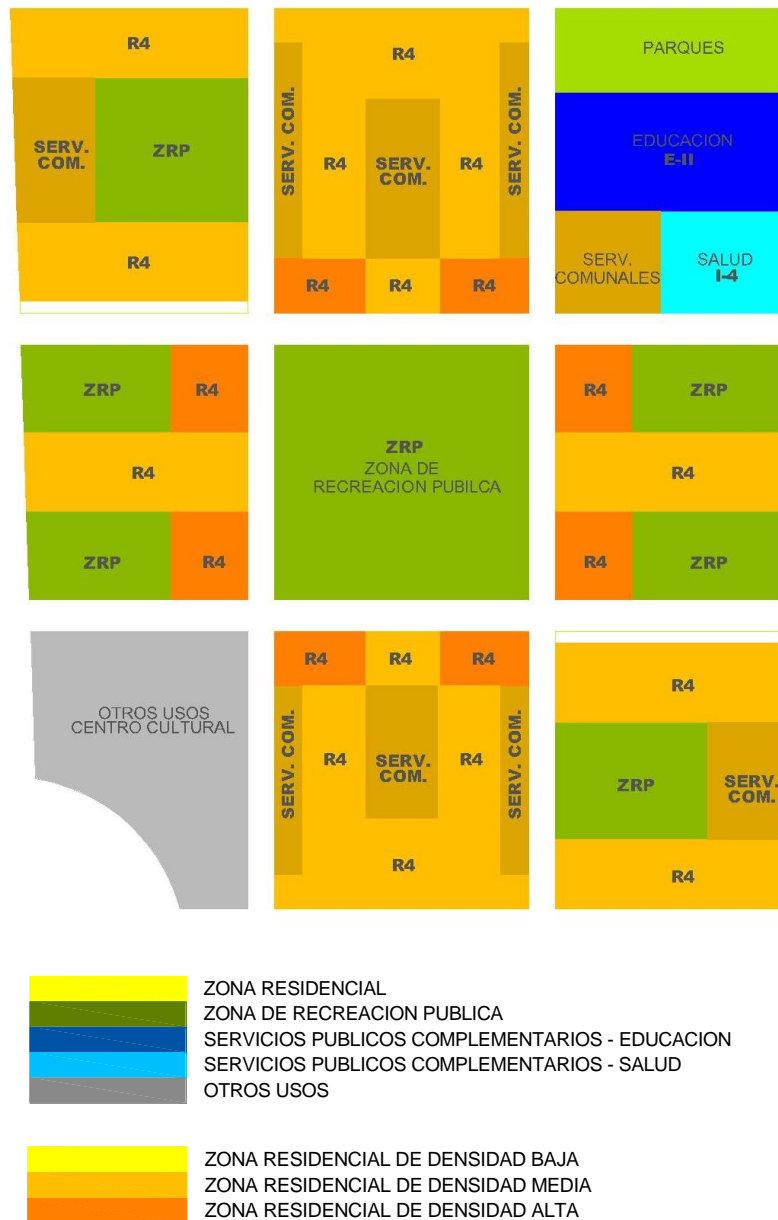 R4
SERV.
COM.
ZRP
R4
SERV. COM.
R4
R4
SERV.
COM.
R4
SERV. COM.
R4
R4
R4
PARQUES
EDUCACION
E-II
SERV.
COMUNALES
SALUD
I-4
ZRP
R4
R4
ZRP
R4
ZRP
ZONA DE
RECREACION PUBILCA
R4
ZRP
R4
R4
ZRP
OTROS USOS
CENTRO CULTURAL
R4
R4
R4
SERV. COM.
R4
SERV.
COM.
R4
SERV. COM.
R4
R4
ZRP
SERV.
COM.
R4
ZONA RESIDENCIAL
ZONA DE RECREACION PUBLICA
SERVICIOS PUBLICOS COMPLEMENTARIOS - EDUCACION
SERVICIOS PUBLICOS COMPLEMENTARIOS - SALUD
OTROS USOS
ZONA RESIDENCIAL DE DENSIDAD BAJA
ZONA RESIDENCIAL DE DENSIDAD MEDIA
ZONA RESIDENCIAL DE DENSIDAD ALTA